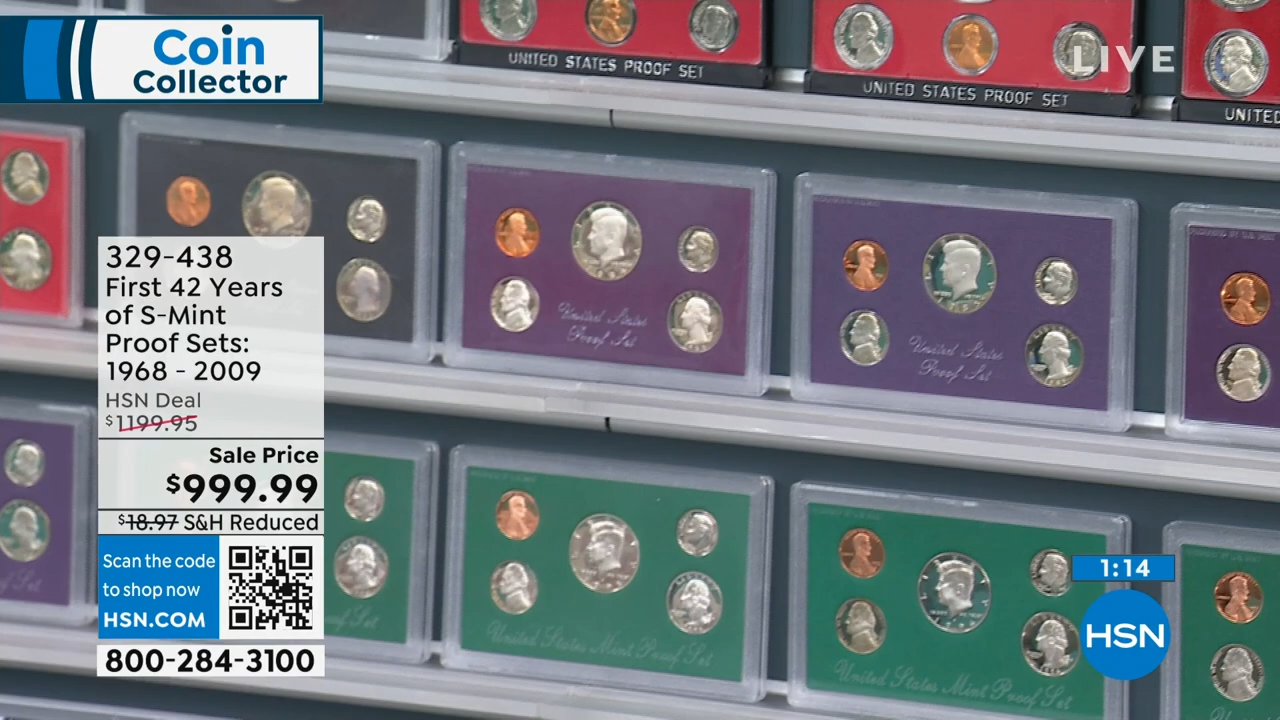 Coin
Collector
LIVE
UNITED STATES PROOF SET
UNITED STATES PROOF SET
UNITED
United States
Proof Set
United States
Proof Set
329-438
First 42 Years
of S-Mint
Proof Sets:
1968 - 2009
HSN Deal
$1199.95
Sale Price
$999.99
$18.97 S&H Reduced
Scan the code
to shop now
HSN.COM
800-284-3100
United States Mint Proof Set
United States Mint Proof Set
1:14
HSN